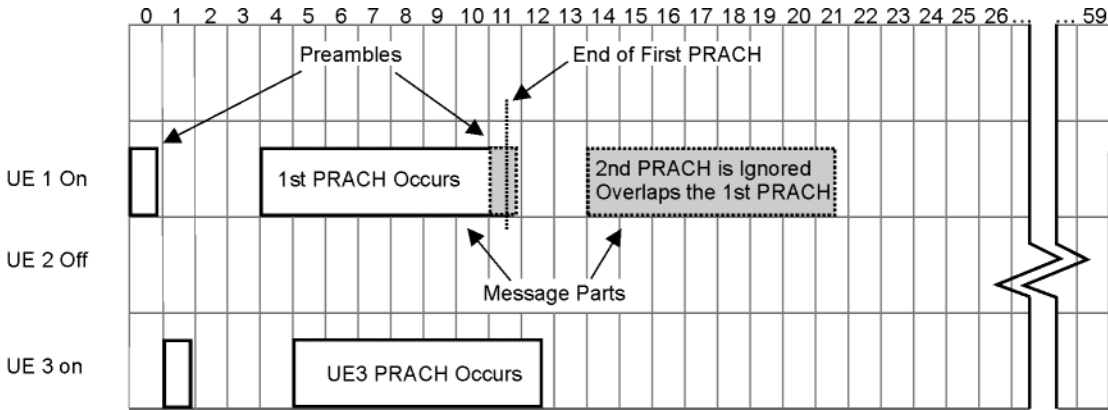 0 1 2 3 4 5 6 7 8 9 10 11 12 13 14 15 16 17 18 19 20 21 22 23 24 25 26 ... ... 59
Preambles
End of First PRACH
UE 1 On
1st PRACH Occurs
2nd PRACH is Ignored
Overlaps the 1st PRACH
UE 2 Off
Message Parts
UE 3 on
UE3 PRACH Occurs